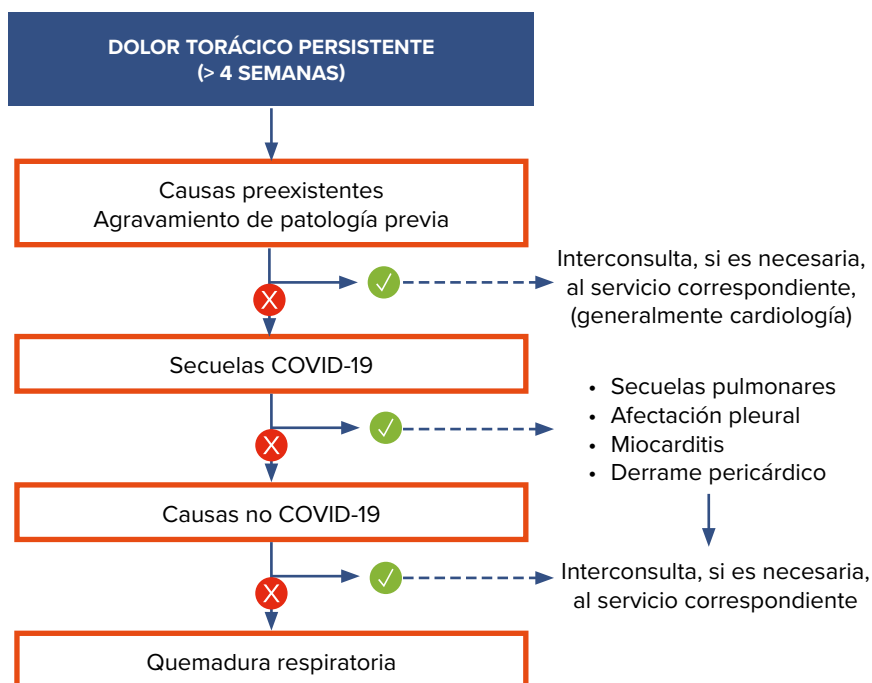 DOLOR TORÁCICO PERSISTENTE
(> 4 SEMANAS)
Causas preexistentes
Agravamiento de patología previa
Interconsulta, si es necesaria,
al servicio correspondiente,
(generalmente cardiología)
X
Secuelas COVID-19
• Secuelas pulmonares
• Afectación pleural
• Miocarditis
• Derrame pericárdico
X
Causas no COVID-19
Interconsulta, si es necesaria,
al servicio correspondiente
X
Quemadura respiratoria